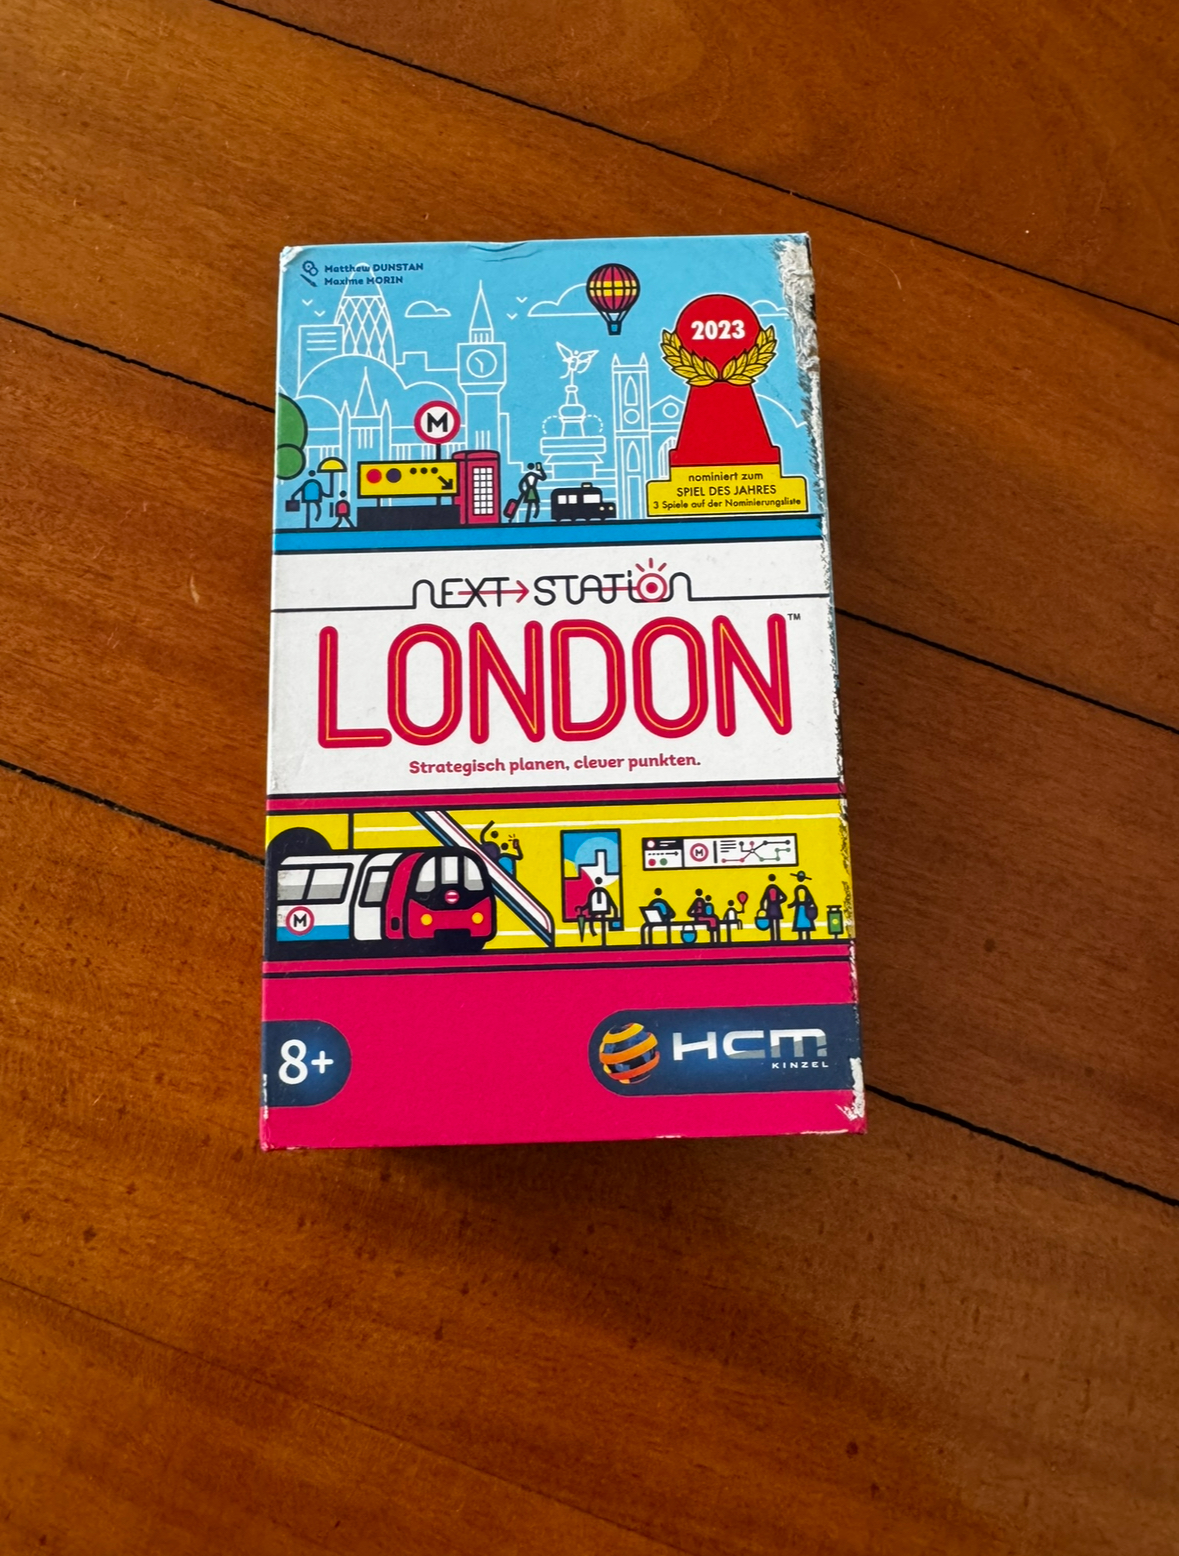 Matthew DUNSTAN
Maxime MORIN
2023
M
nominiert zum
SPIEL DES JAHRES
3 Spiele auf der Nominierungsliste
NEXT STATION
LONDON™
Strategisch planen, clever punkten.
M
M
8+
HCM
KINZEL